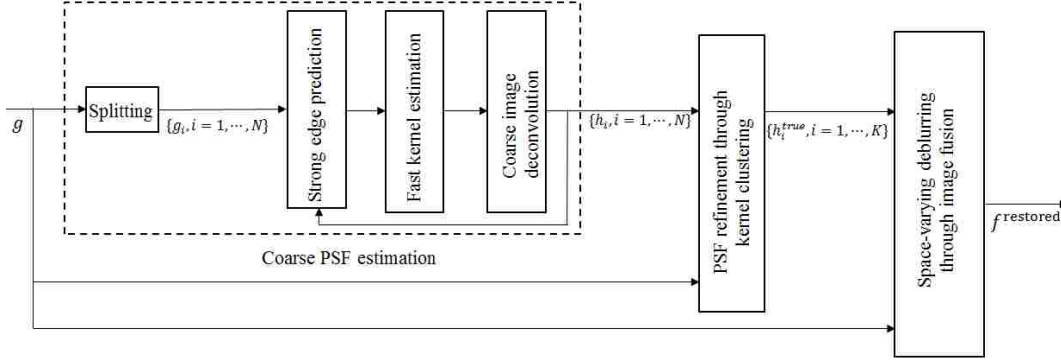 g
Splitting
{g_i, i = 1, ⋯, N}
Strong edge prediction
Fast kernel estimation
Coarse image
deconvolution
{h_i, i = 1, ⋯, N}
PSF refinement through
kernel clustering
{h_i^{true}, i = 1, ⋯, K}
Space-varying deblurring
through image fusion
f^{restored}
Coarse PSF estimation